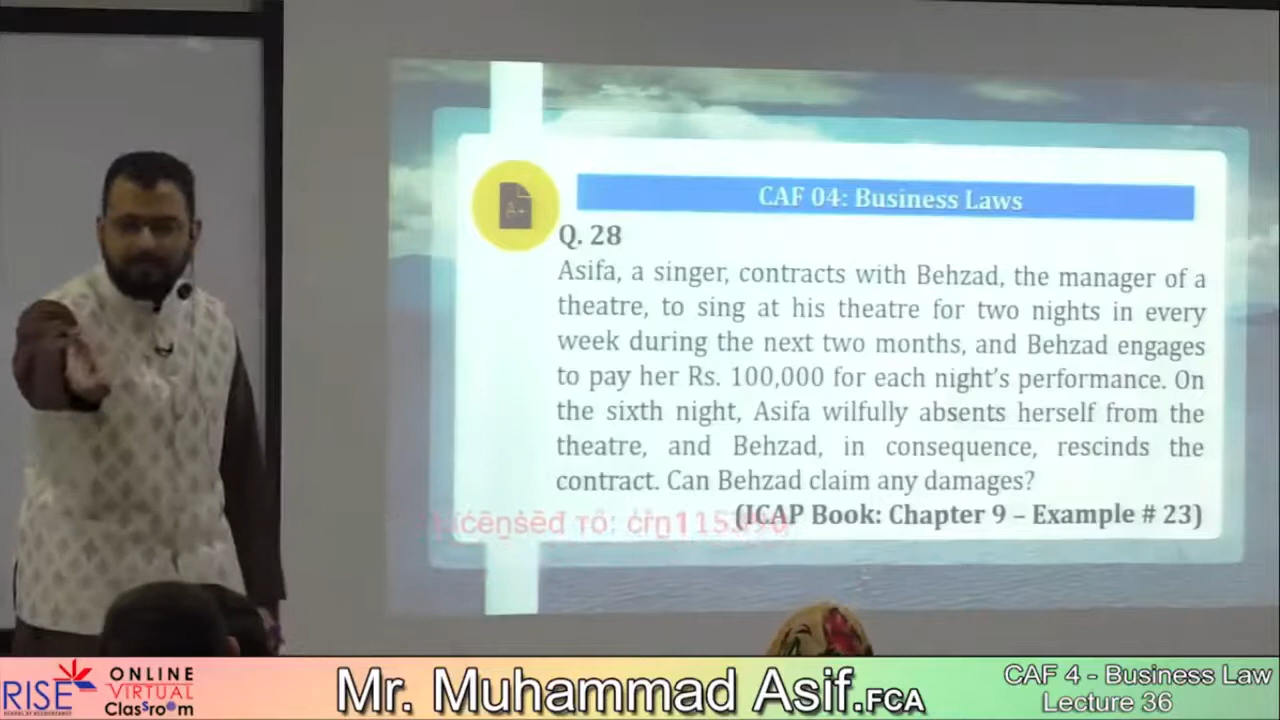 CAF 04: Business Laws
Q. 28
Asifa, a singer, contracts with Behzad, the manager of a
theatre, to sing at his theatre for two nights in every
week during the next two months, and Behzad engages
to pay her Rs. 100,000 for each night's performance. On
the sixth night, Asifa wilfully absents herself from the
theatre, and Behzad, in consequence, rescinds the
contract. Can Behzad claim any damages?
(ICAP Book: Chapter 9 – Example # 23)
A+
RISE
ONLINE
VIRTUAL
Classroom
Mr. Muhammad Asif.FCA
CAF 4 - Business Law
Lecture 36